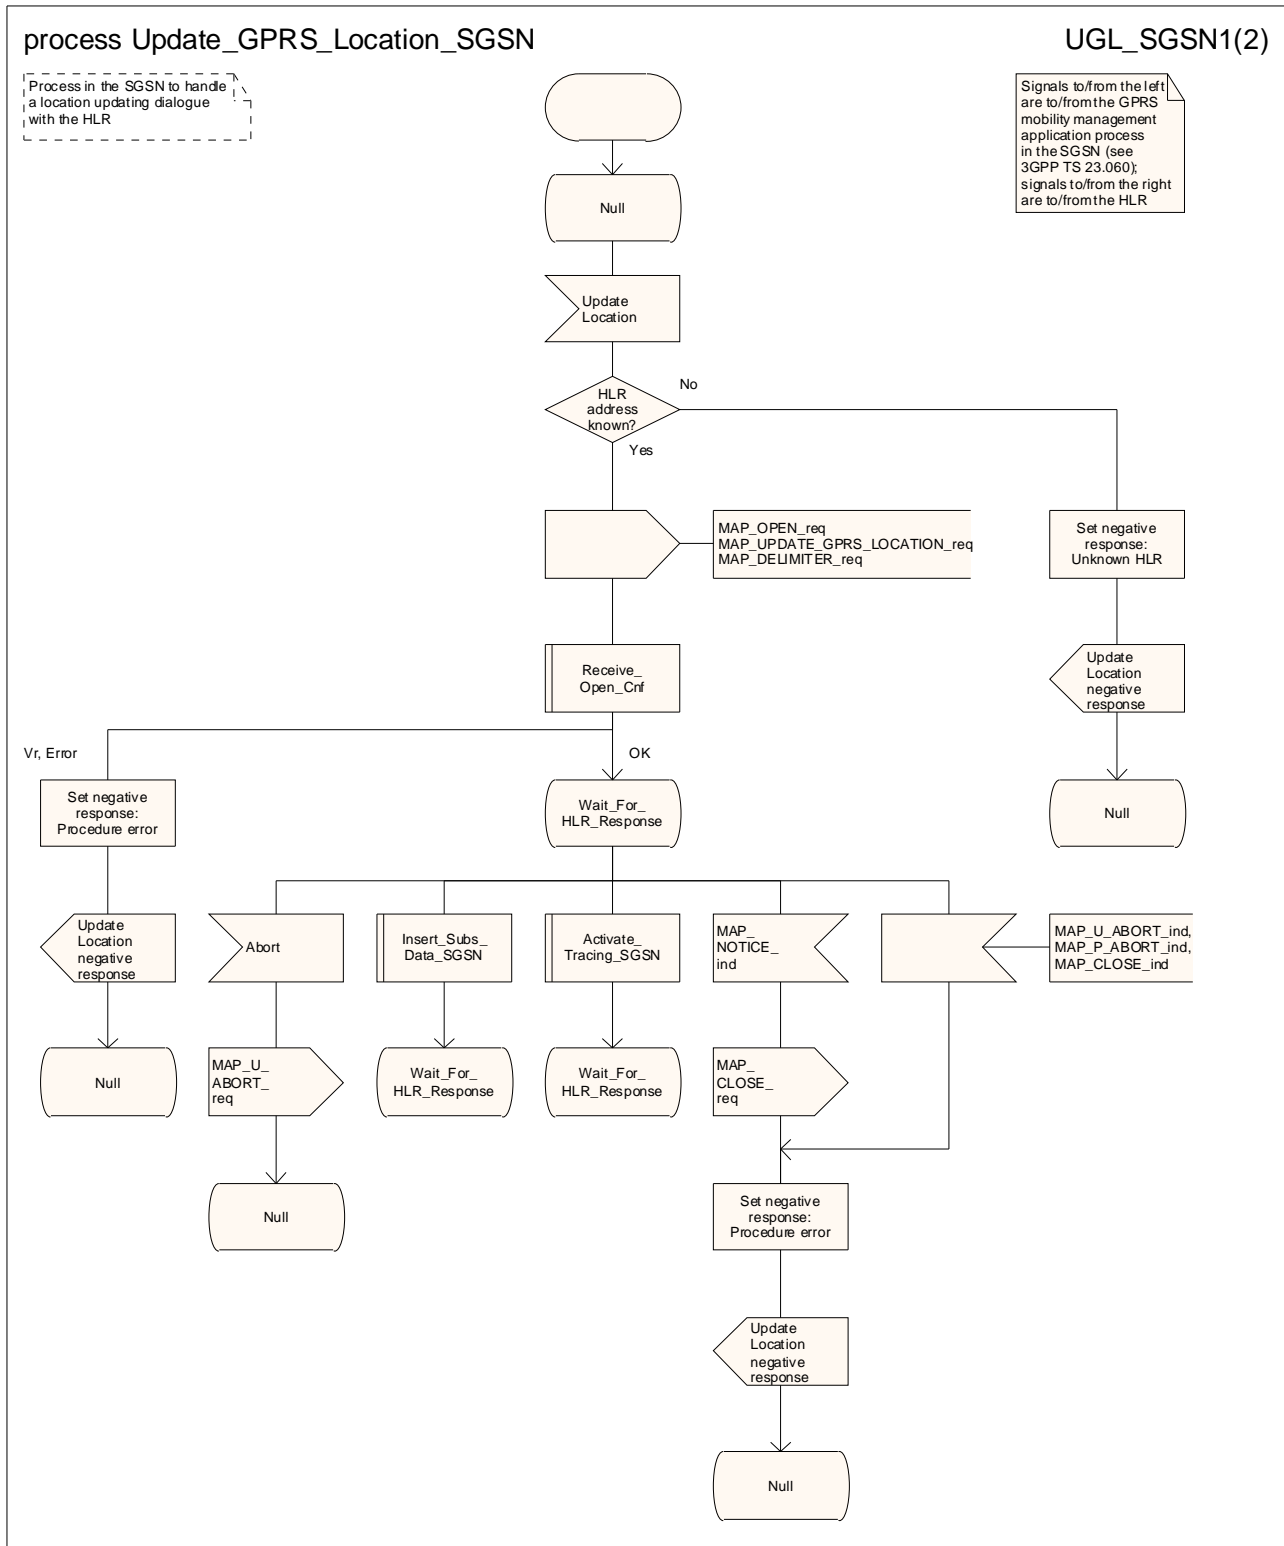 process Update_GPRS_Location_SGSN
UGL_SGSN1(2)
Process in the SGSN to handle
a location updating dialogue
with the HLR
Signals to/from the left
are to/from the GPRS
mobility management
application process
in the SGSN (see
3GPP TS 23.060);
signals to/from the right
are to/from the HLR
Null
Update
Location
HLR
address
known?
No
Yes
MAP_OPEN_req
MAP_UPDATE_GPRS_LOCATION_req
MAP_DELIMITER_req
Set negative
response:
Unknown HLR
Receive_
Open_Cnf
Update
Location
negative
response
Vr, Error
OK
Set negative
response:
Procedure error
Wait_For_
HLR_Response
Null
Update
Location
negative
response
Abort
Insert_Subs_
Data_SGSN
Activate_
Tracing_SGSN
MAP_
NOTICE_
ind
MAP_U_ABORT_ind,
MAP_P_ABORT_ind,
MAP_CLOSE_ind
Null
MAP_U_
ABORT_
req
Wait_For_
HLR_Response
Wait_For_
HLR_Response
MAP_
CLOSE_
req
Null
Set negative
response:
Procedure error
Update
Location
negative
response
Null